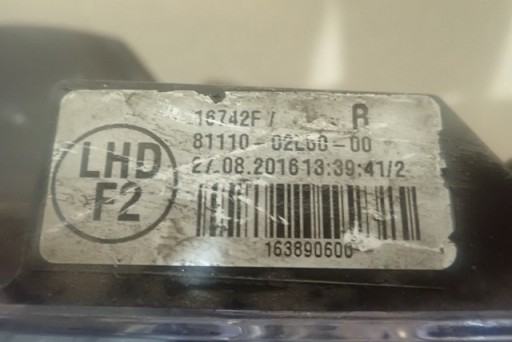 16742F / R
LHD
81110-02L60-00
F2
27.08.2016 13:39:41/2
163890600